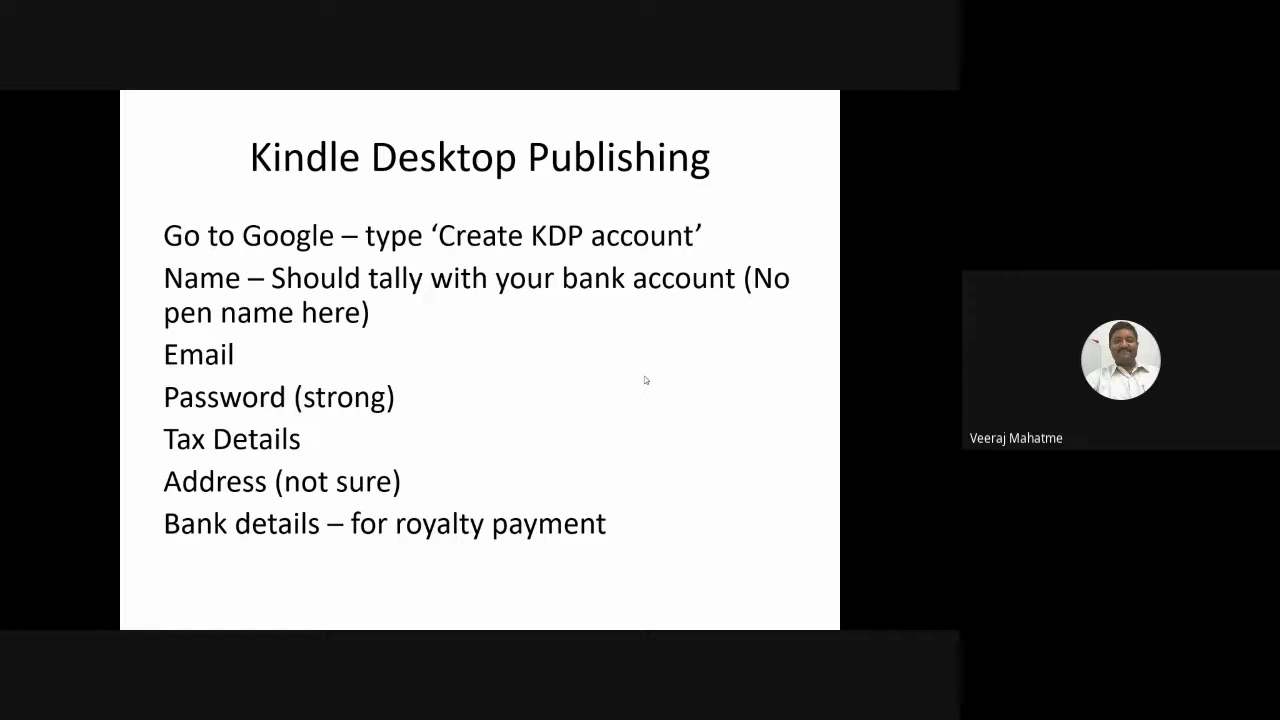 Kindle Desktop Publishing
Go to Google – type ‘Create KDP account’
Name – Should tally with your bank account (No
pen name here)
Email
Password (strong)
Tax Details
Address (not sure)
Bank details – for royalty payment
Veeraj Mahatme